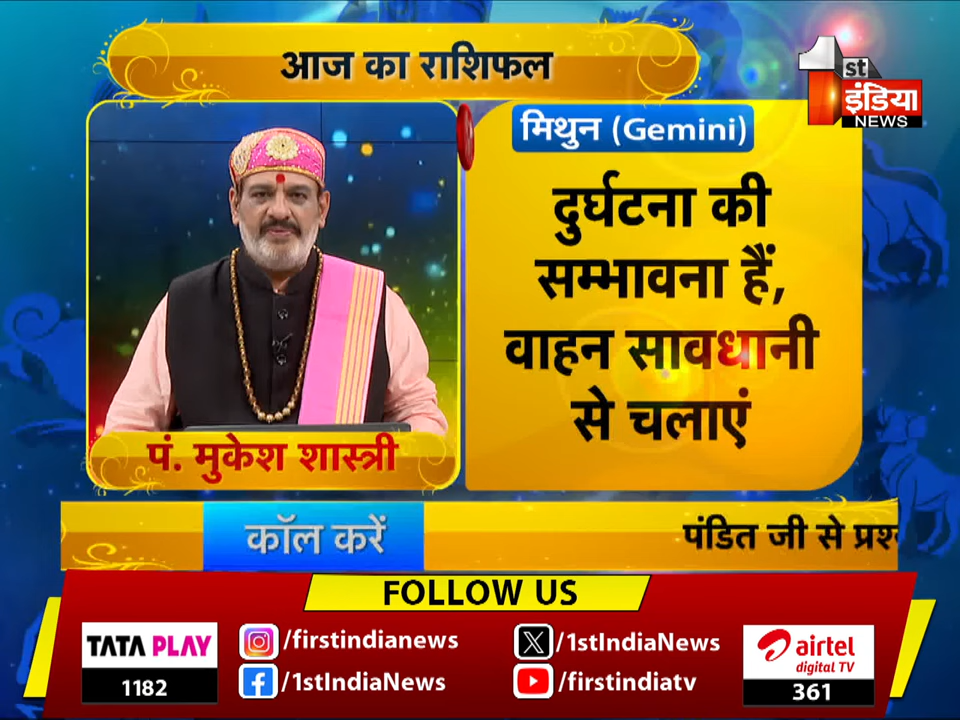 आज का राशिफल
1st
इंडिया
NEWS
मिथुन (Gemini)
दुर्घटना की
सम्भावना हैं,
वाहन सावधानी
से चलाएं
पं. मुकेश शास्त्री
कॉल करें
पंडित जी से
FOLLOW US
TATA PLAY
1182
/firstindianews
/1stIndiaNews
/1stIndiaNews
/firstindiatv
airtel
digital TV
361